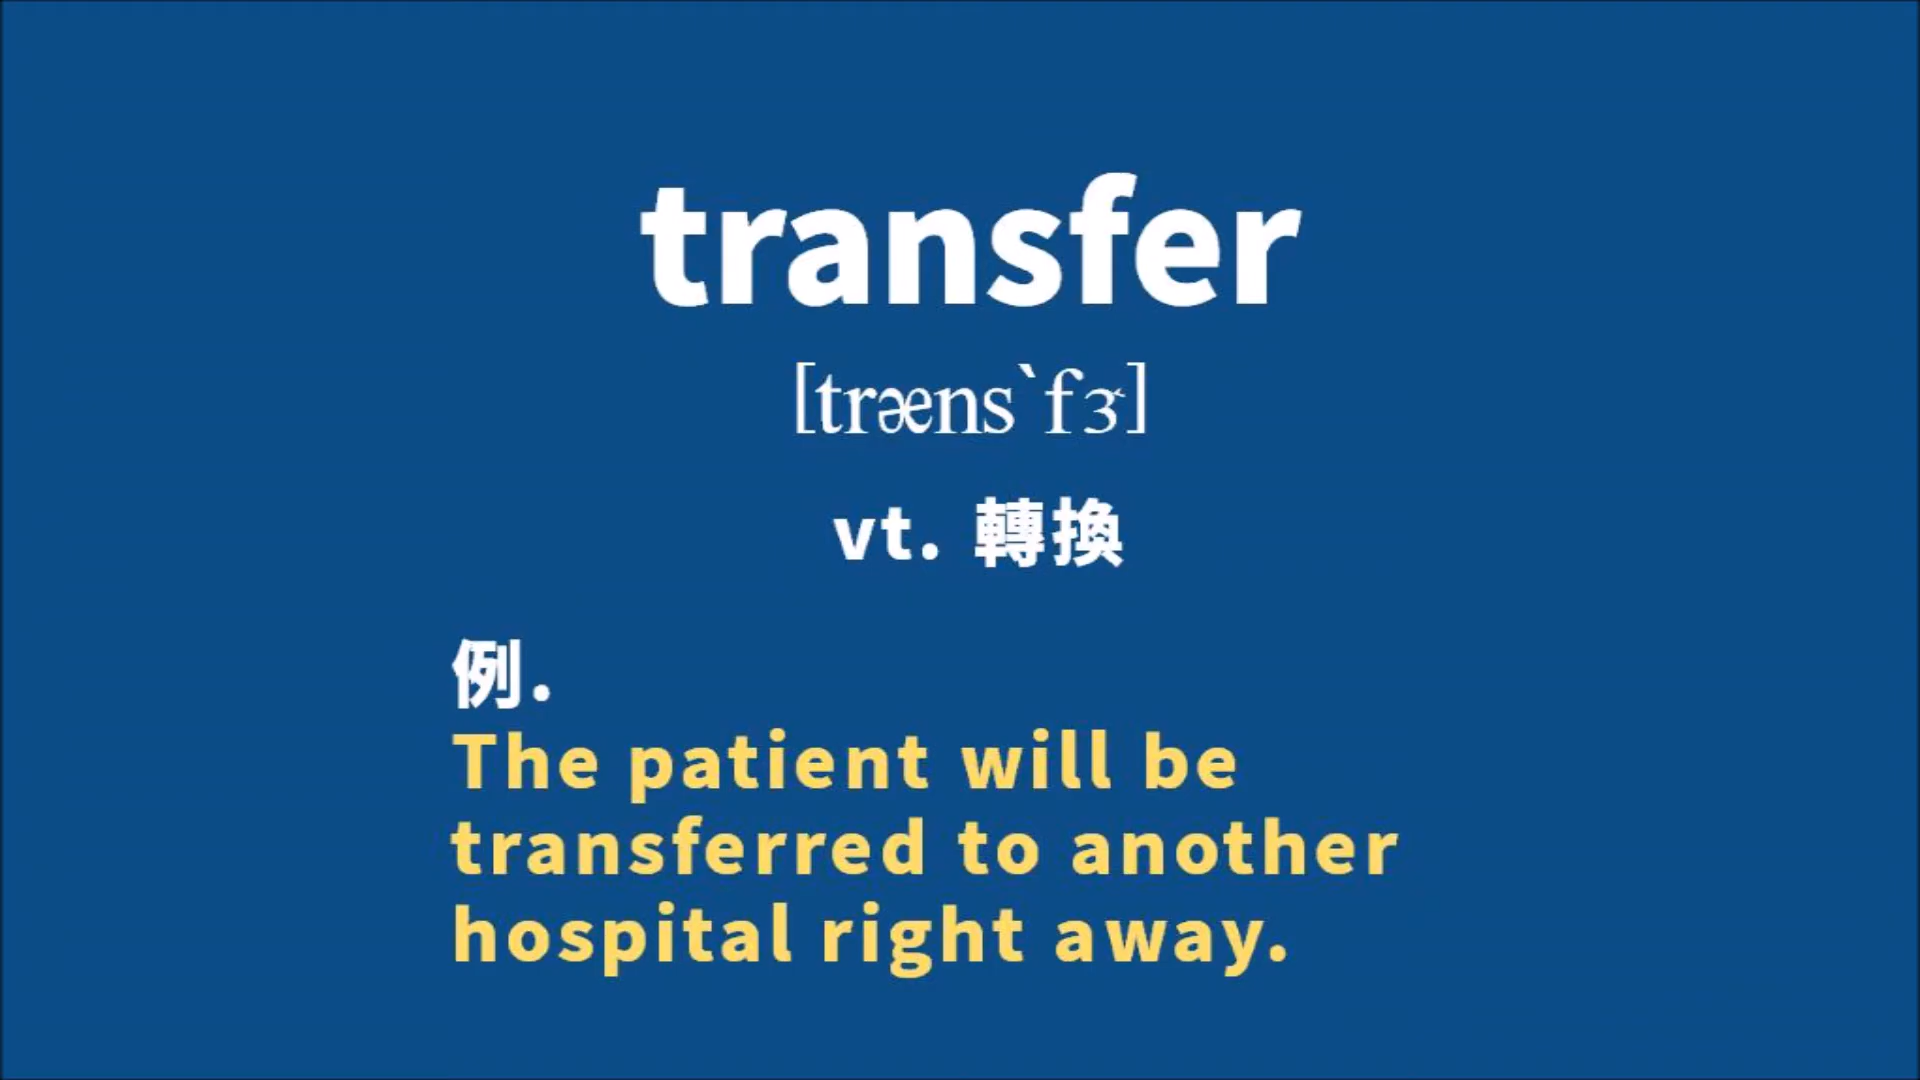 transfer
[træns`fɝ]
vt. 轉換
例.
The patient will be
transferred to another
hospital right away.